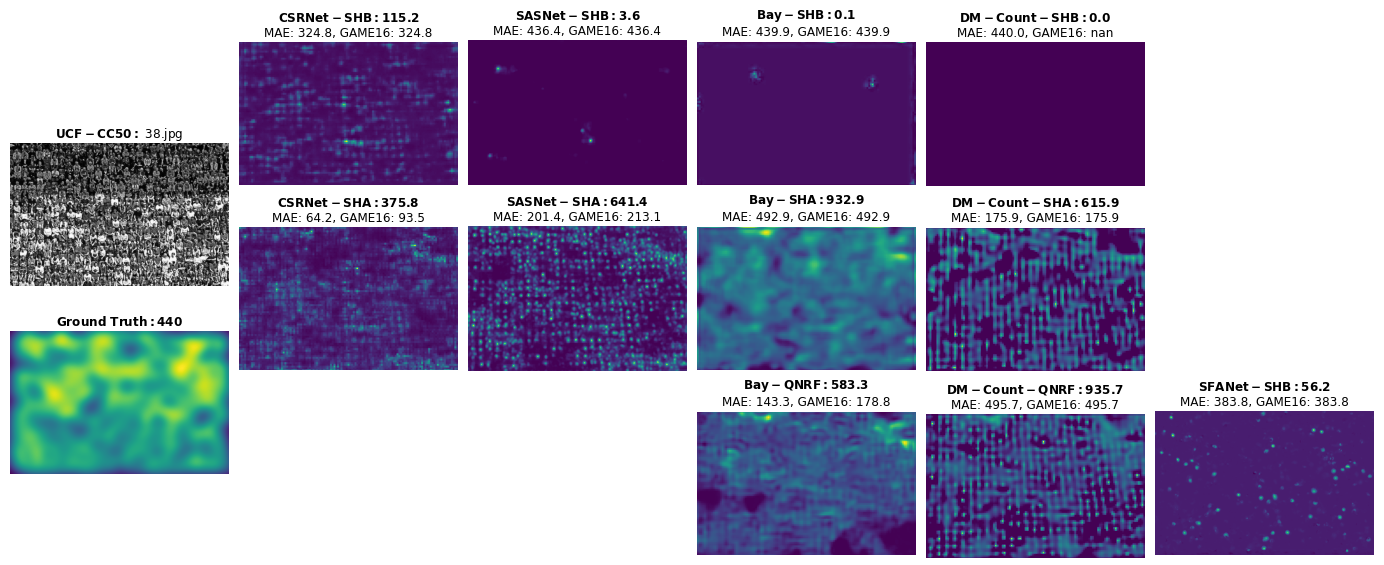 CSRNet − SHB: 115.2
MAE: 324.8, GAME16: 324.8
SASNet − SHB: 3.6
MAE: 436.4, GAME16: 436.4
Bay − SHB: 0.1
MAE: 439.9, GAME16: 439.9
DM − Count − SHB: 0.0
MAE: 440.0, GAME16: nan
UCF − CC50: 38.jpg
CSRNet − SHA: 375.8
MAE: 64.2, GAME16: 93.5
SASNet − SHA: 641.4
MAE: 201.4, GAME16: 213.1
Bay − SHA: 932.9
MAE: 492.9, GAME16: 492.9
DM − Count − SHA: 615.9
MAE: 175.9, GAME16: 175.9
Ground Truth: 440
Bay − QNRF: 583.3
MAE: 143.3, GAME16: 178.8
DM − Count − QNRF: 935.7
MAE: 495.7, GAME16: 495.7
SFANet − SHB: 56.2
MAE: 383.8, GAME16: 383.8